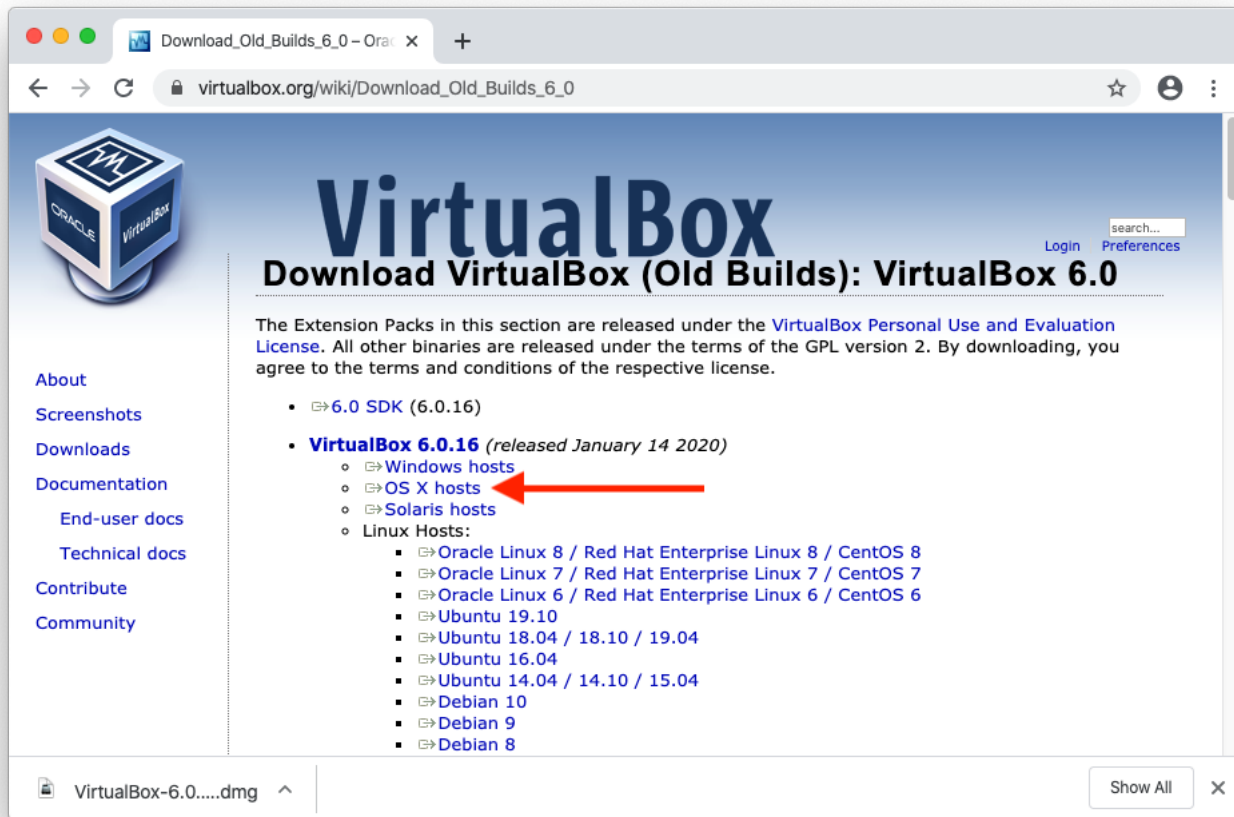 Download_Old_Builds_6_0 – Orac
virtualbox.org/wiki/Download_Old_Builds_6_0
ORACLE
VirtualBox
VirtualBox
search...
Login Preferences
Download VirtualBox (Old Builds): VirtualBox 6.0
The Extension Packs in this section are released under the VirtualBox Personal Use and Evaluation
License. All other binaries are released under the terms of the GPL version 2. By downloading, you
agree to the terms and conditions of the respective license.
About
Screenshots
Downloads
Documentation
End-user docs
Technical docs
Contribute
Community
6.0 SDK (6.0.16)
VirtualBox 6.0.16 (released January 14 2020)
Windows hosts
OS X hosts
Solaris hosts
Linux Hosts:
Oracle Linux 8 / Red Hat Enterprise Linux 8 / CentOS 8
Oracle Linux 7 / Red Hat Enterprise Linux 7 / CentOS 7
Oracle Linux 6 / Red Hat Enterprise Linux 6 / CentOS 6
Ubuntu 19.10
Ubuntu 18.04 / 18.10 / 19.04
Ubuntu 16.04
Ubuntu 14.04 / 14.10 / 15.04
Debian 10
Debian 9
Debian 8
VirtualBox-6.0.....dmg
Show All